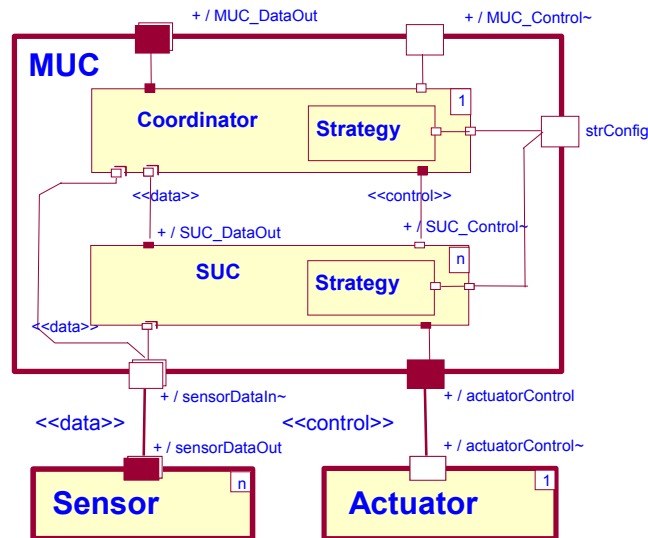 + / MUC_DataOut
+ / MUC_Control~
MUC
1
Coordinator
Strategy
strConfig
<<data>>
<<control>>
+ / SUC_DataOut
+ / SUC_Control~
n
SUC
Strategy
<<data>>
+ / sensorDataIn~
+ / actuatorControl
<<data>>
<<control>>
+ / sensorDataOut
+ / actuatorControl~
n
1
Sensor
Actuator